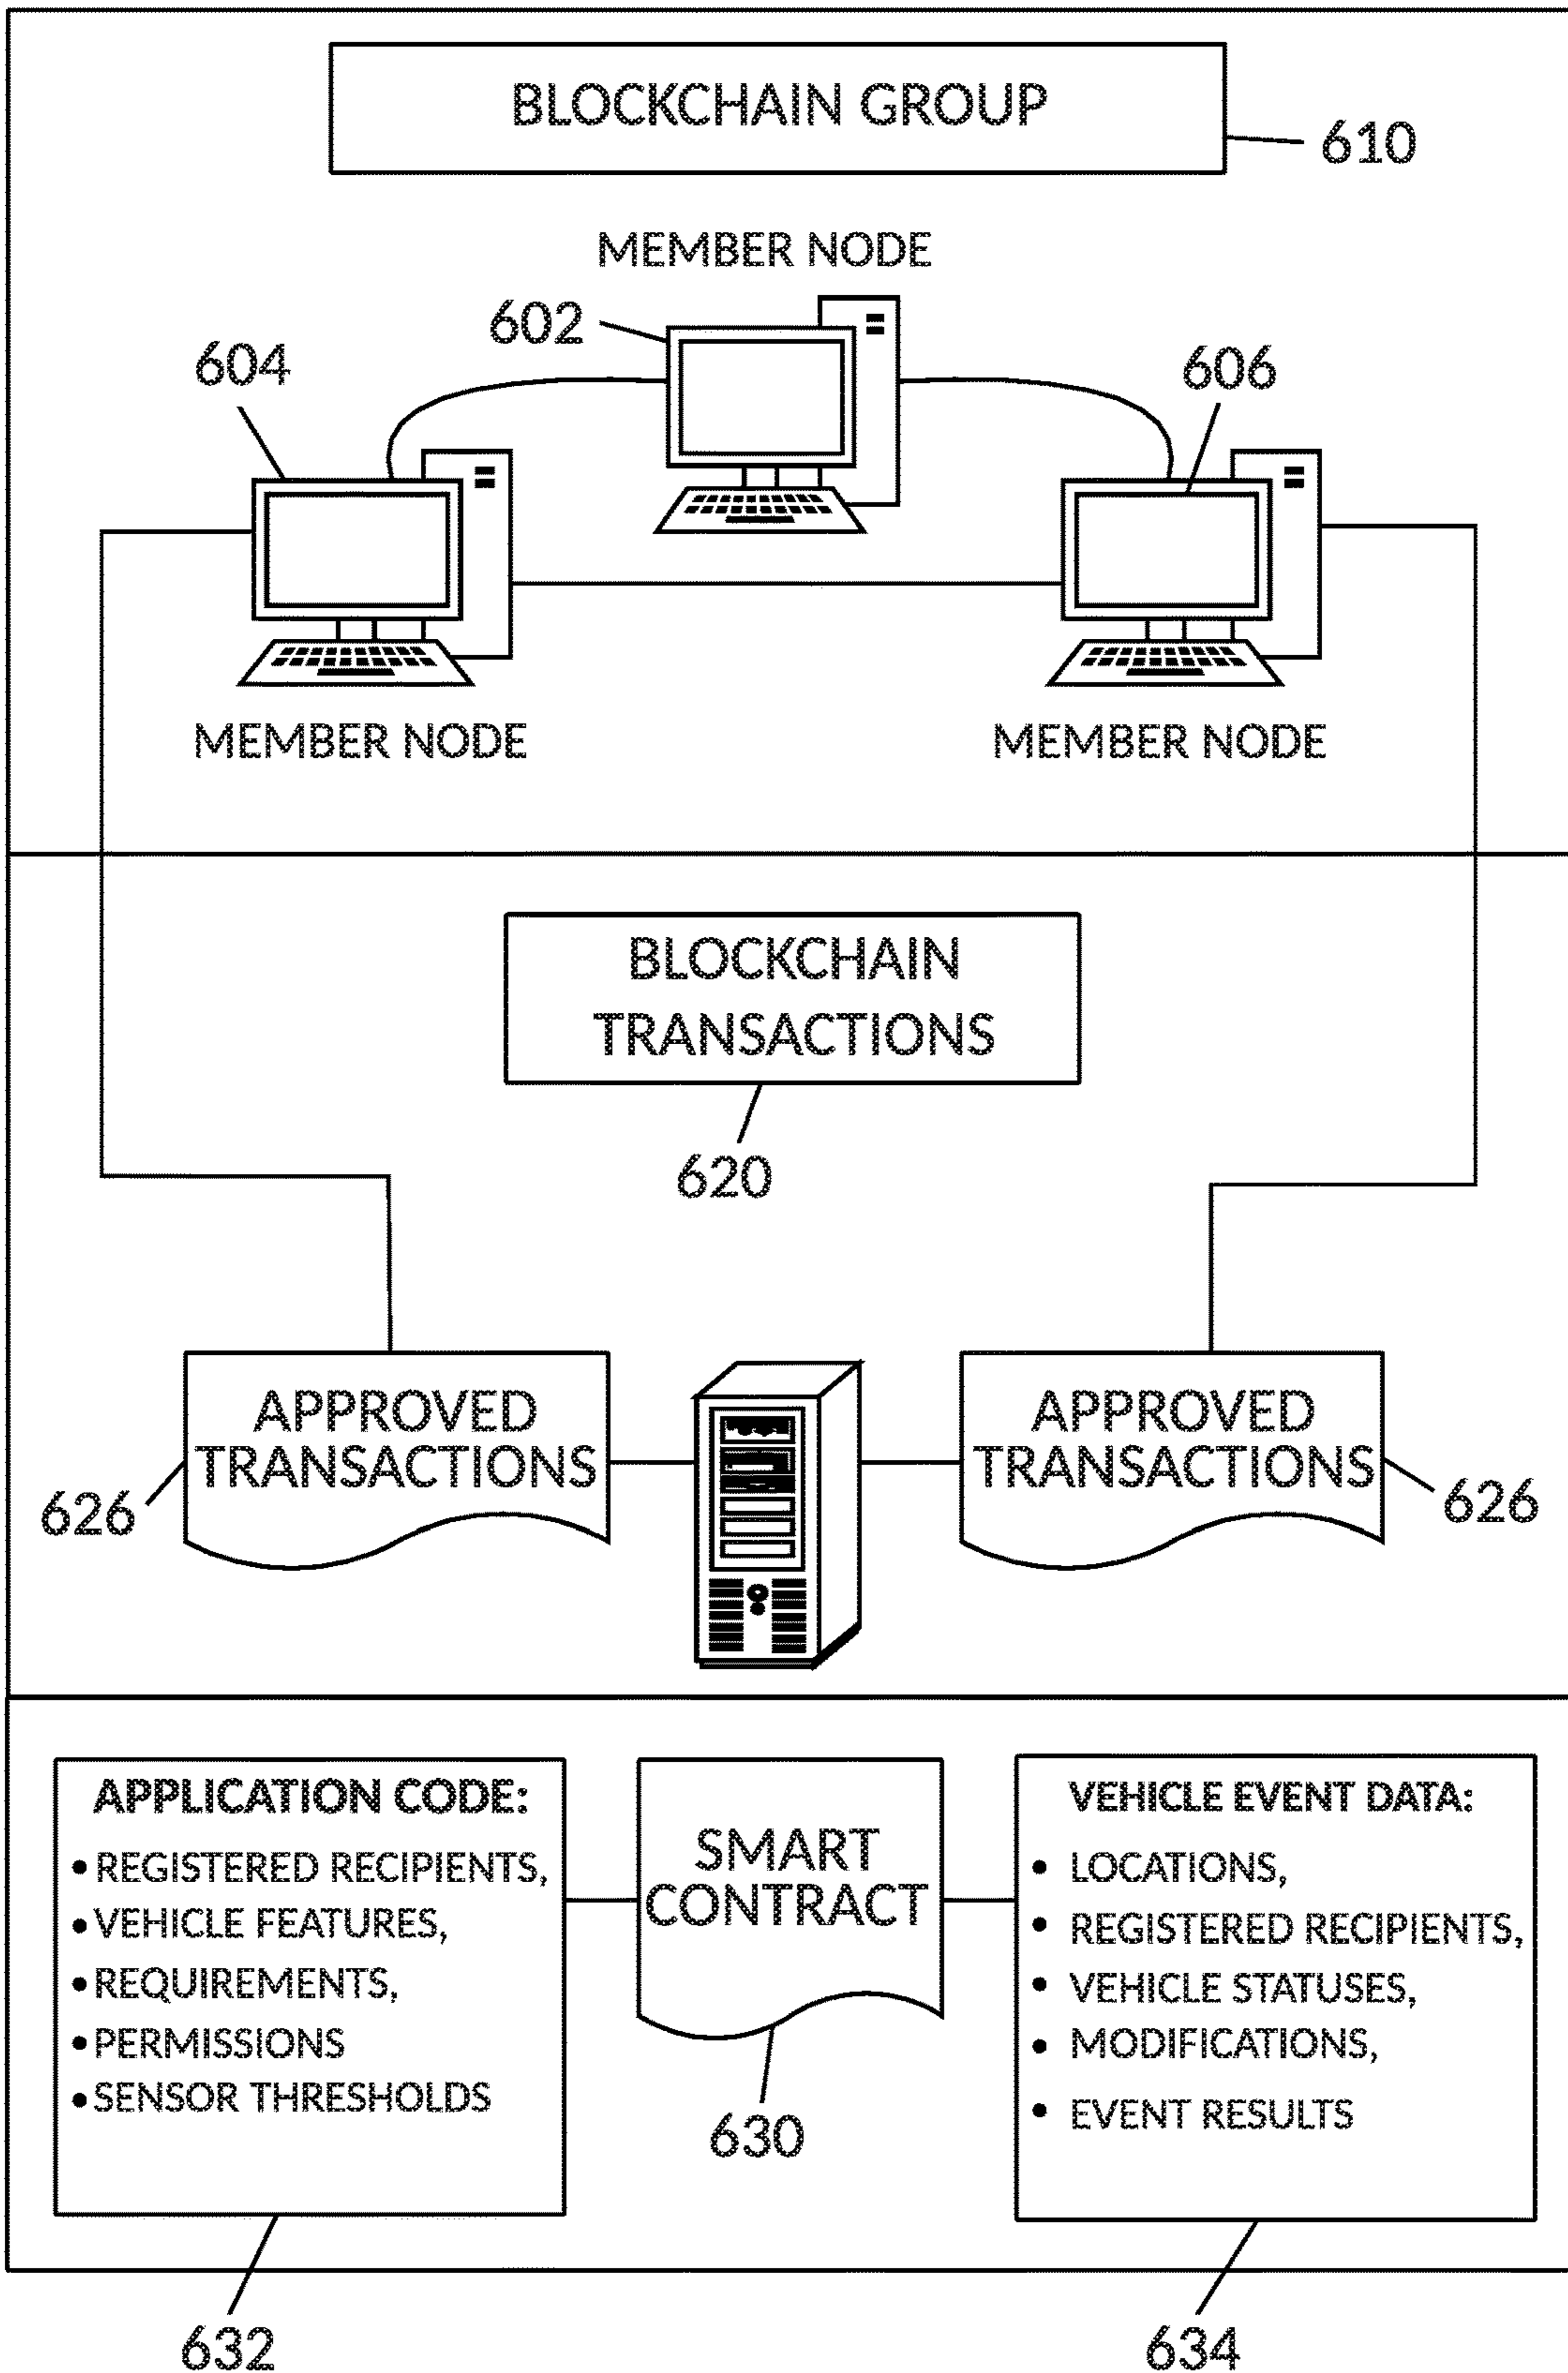 BLOCKCHAIN GROUP
610
MEMBER NODE
602
604
606
MEMBER NODE
MEMBER NODE
BLOCKCHAIN
TRANSACTIONS
620
APPROVED
TRANSACTIONS
626
APPROVED
TRANSACTIONS
626
APPLICATION CODE:
• REGISTERED RECIPIENTS,
• VEHICLE FEATURES,
• REQUIREMENTS,
• PERMISSIONS
• SENSOR THRESHOLDS
632
SMART
CONTRACT
630
VEHICLE EVENT DATA:
• LOCATIONS,
• REGISTERED RECIPIENTS,
• VEHICLE STATUSES,
• MODIFICATIONS,
• EVENT RESULTS
634